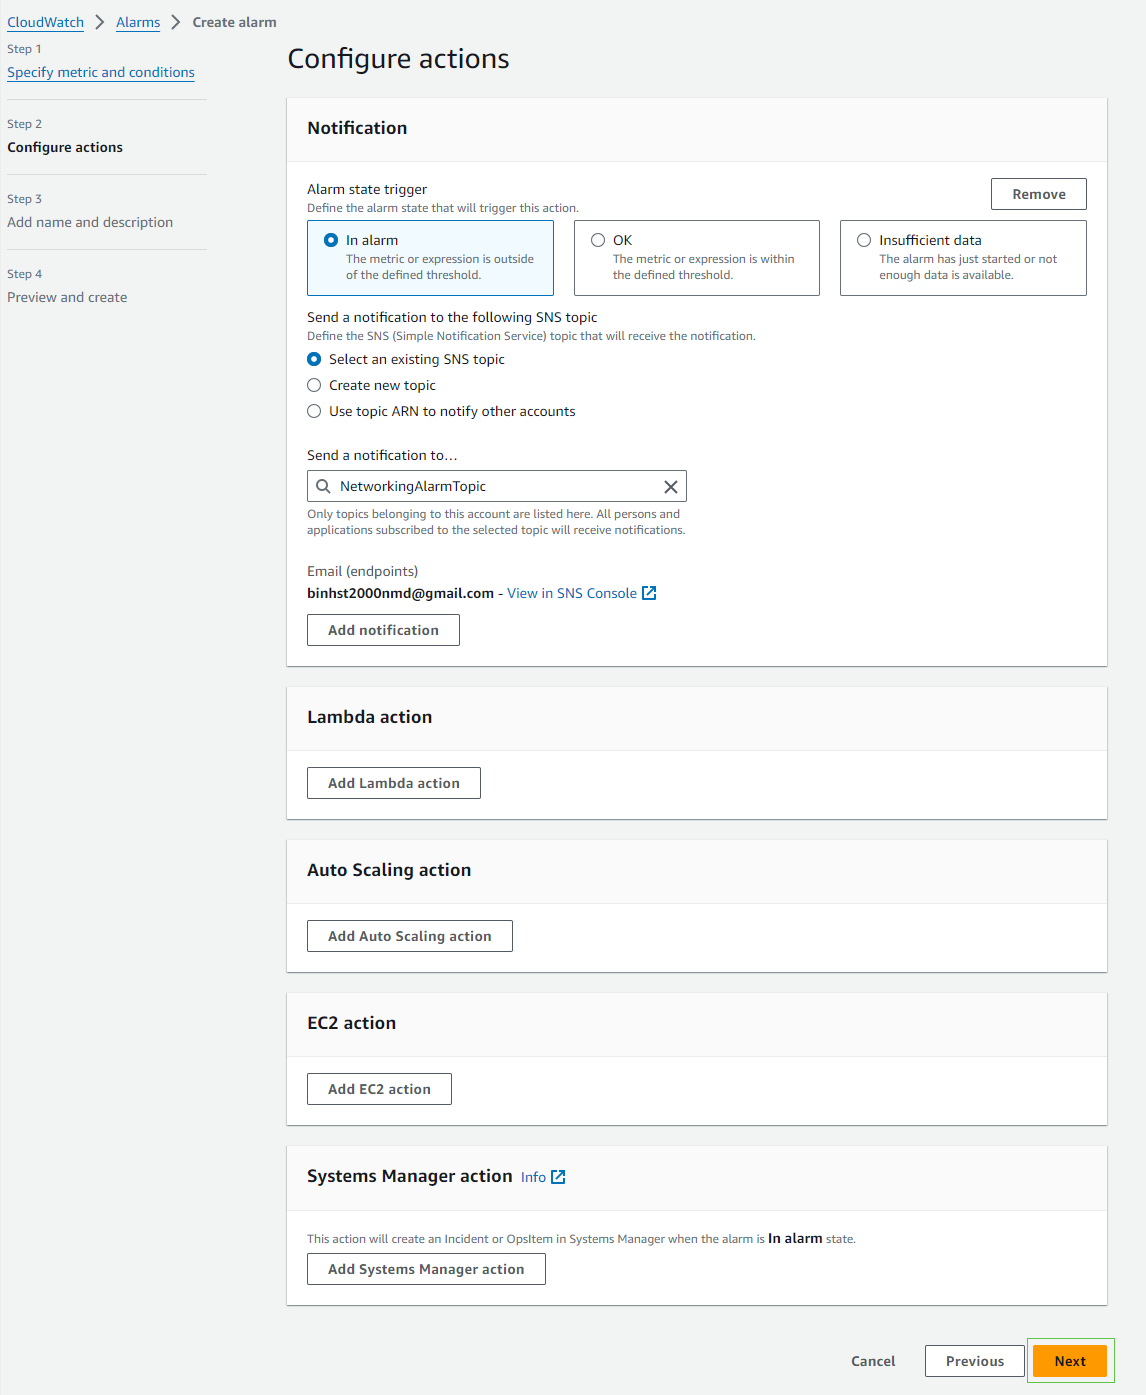 CloudWatch > Alarms > Create alarm
Step 1
Specify metric and conditions
Step 2
Configure actions
Step 3
Add name and description
Step 4
Preview and create
Configure actions
Notification
Alarm state trigger
Define the alarm state that will trigger this action.
Remove
In alarm
The metric or expression is outside
of the defined threshold.
OK
The metric or expression is within
the defined threshold.
Insufficient data
The alarm has just started or not
enough data is available.
Send a notification to the following SNS topic
Define the SNS (Simple Notification Service) topic that will receive the notification.
Select an existing SNS topic
Create new topic
Use topic ARN to notify other accounts
Send a notification to…
NetworkingAlarmTopic
Only topics belonging to this account are listed here. All persons and
applications subscribed to the selected topic will receive notifications.
Email (endpoints)
binhst2000nmd@gmail.com - View in SNS Console
Add notification
Lambda action
Add Lambda action
Auto Scaling action
Add Auto Scaling action
EC2 action
Add EC2 action
Systems Manager action Info
This action will create an Incident or OpsItem in Systems Manager when the alarm is In alarm state.
Add Systems Manager action
Cancel
Previous
Next